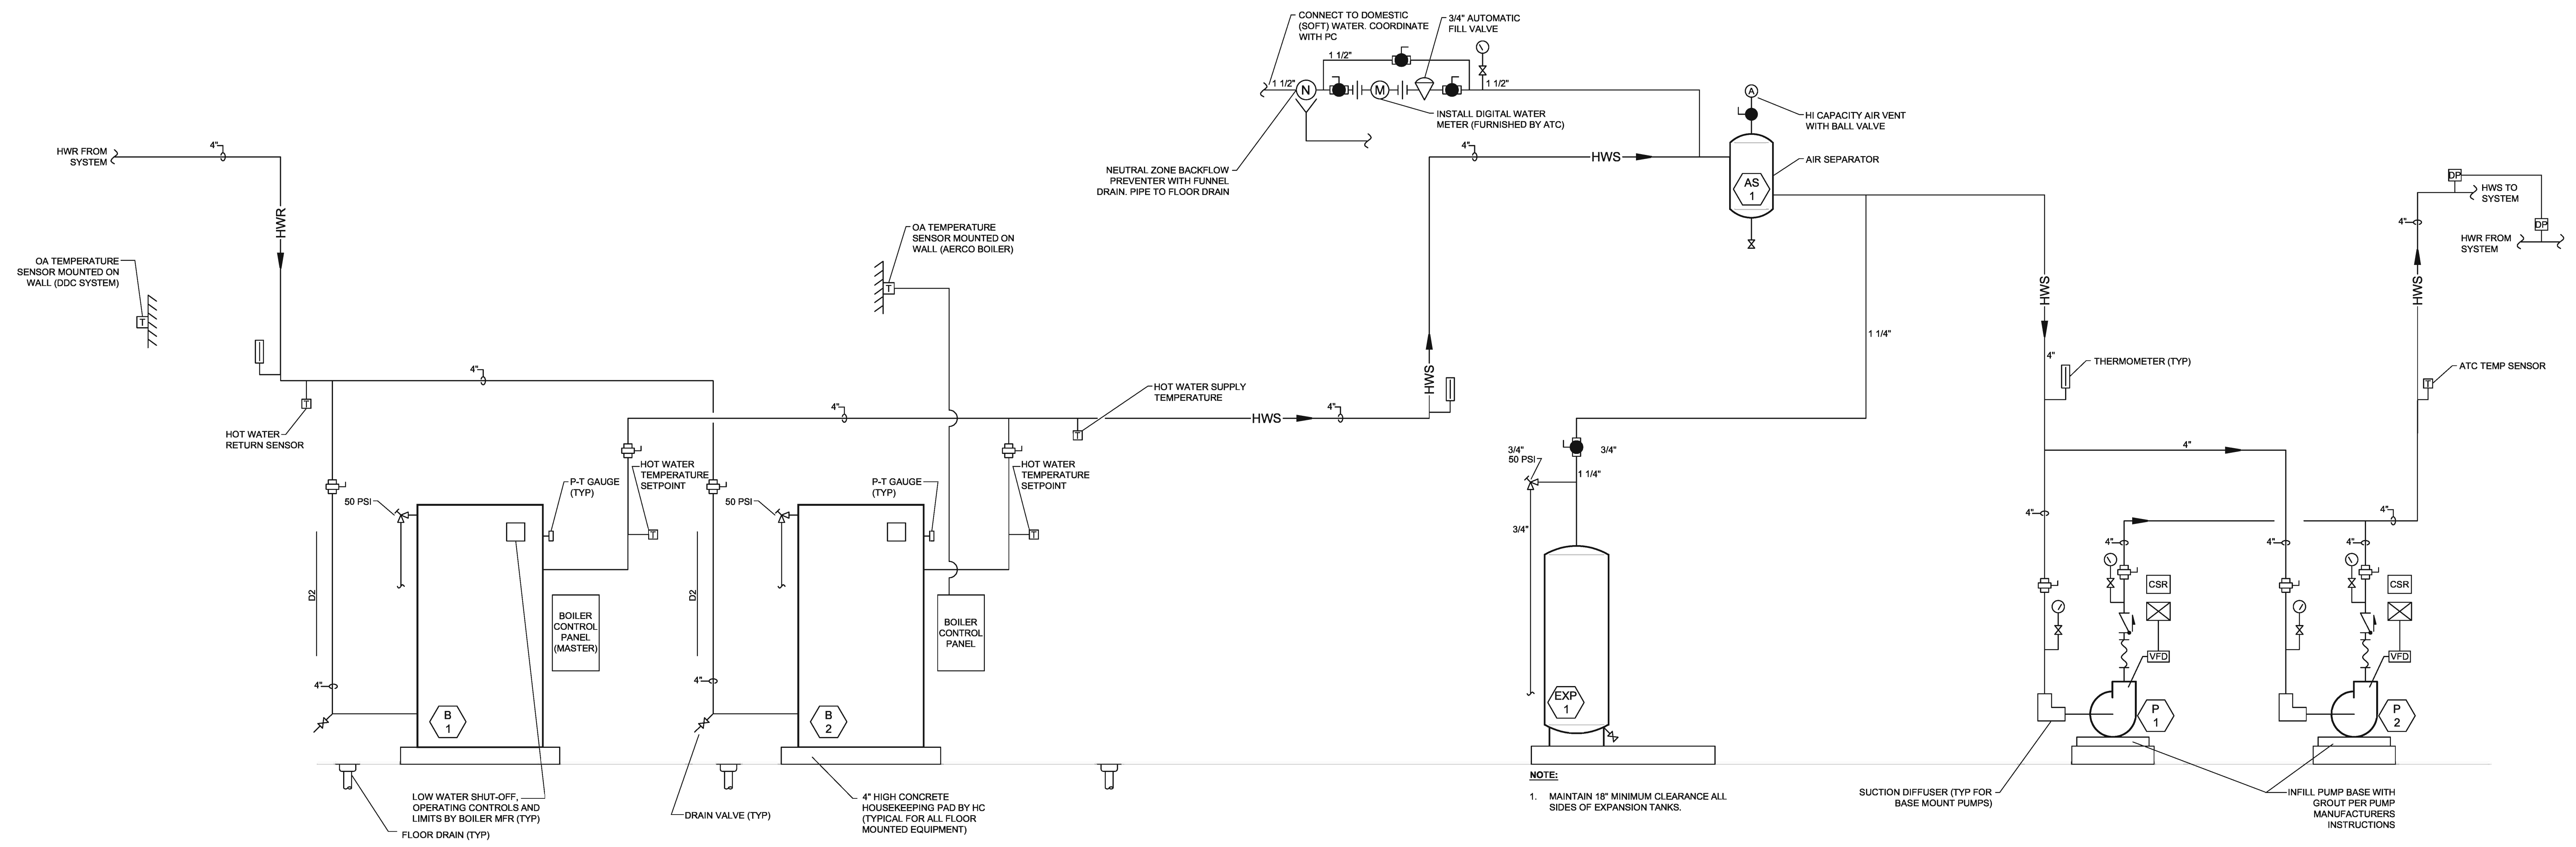 CONNECT TO DOMESTIC
(SOFT) WATER. COORDINATE
WITH PC
3/4" AUTOMATIC
FILL VALVE
1 1/2"
1 1/2"
N
M
1 1/2"
INSTALL DIGITAL WATER
METER (FURNISHED BY ATC)
A
HI CAPACITY AIR VENT
WITH BALL VALVE
HWR FROM
SYSTEM
4"
4"
HWS
AIR SEPARATOR
NEUTRAL ZONE BACKFLOW
PREVENTER WITH FUNNEL
DRAIN. PIPE TO FLOOR DRAIN
AS
1
DP
HWS TO
SYSTEM
4"
DP
HWR FROM
SYSTEM
HWR
OA TEMPERATURE
SENSOR MOUNTED ON
WALL (AERCO BOILER)
T
OA TEMPERATURE
SENSOR MOUNTED ON
WALL (DDC SYSTEM)
T
HWS
HWS
1 1/4"
4"
THERMOMETER (TYP)
ATC TEMP SENSOR
T
4"
T
HOT WATER
RETURN SENSOR
4"
HOT WATER SUPPLY
TEMPERATURE
T
HWS
4"
HWS
3/4"
50 PSI
3/4"
1 1/4"
3/4"
4"
HOT WATER
TEMPERATURE
SETPOINT
T
HOT WATER
TEMPERATURE
SETPOINT
T
50 PSI
P-T GAUGE
(TYP)
50 PSI
P-T GAUGE
(TYP)
4"
4"
4"
4"
4"
CSR
CSR
VFD
VFD
D2
D2
BOILER
CONTROL
PANEL
(MASTER)
BOILER
CONTROL
PANEL
4"
4"
B
1
B
2
EXP
1
P
1
P
2
NOTE:
1. MAINTAIN 18" MINIMUM CLEARANCE ALL
SIDES OF EXPANSION TANKS.
LOW WATER SHUT-OFF,
OPERATING CONTROLS AND
LIMITS BY BOILER MFR (TYP)
FLOOR DRAIN (TYP)
DRAIN VALVE (TYP)
4" HIGH CONCRETE
HOUSEKEEPING PAD BY HC
(TYPICAL FOR ALL FLOOR
MOUNTED EQUIPMENT)
SUCTION DIFFUSER (TYP FOR
BASE MOUNT PUMPS)
INFILL PUMP BASE WITH
GROUT PER PUMP
MANUFACTURERS
INSTRUCTIONS